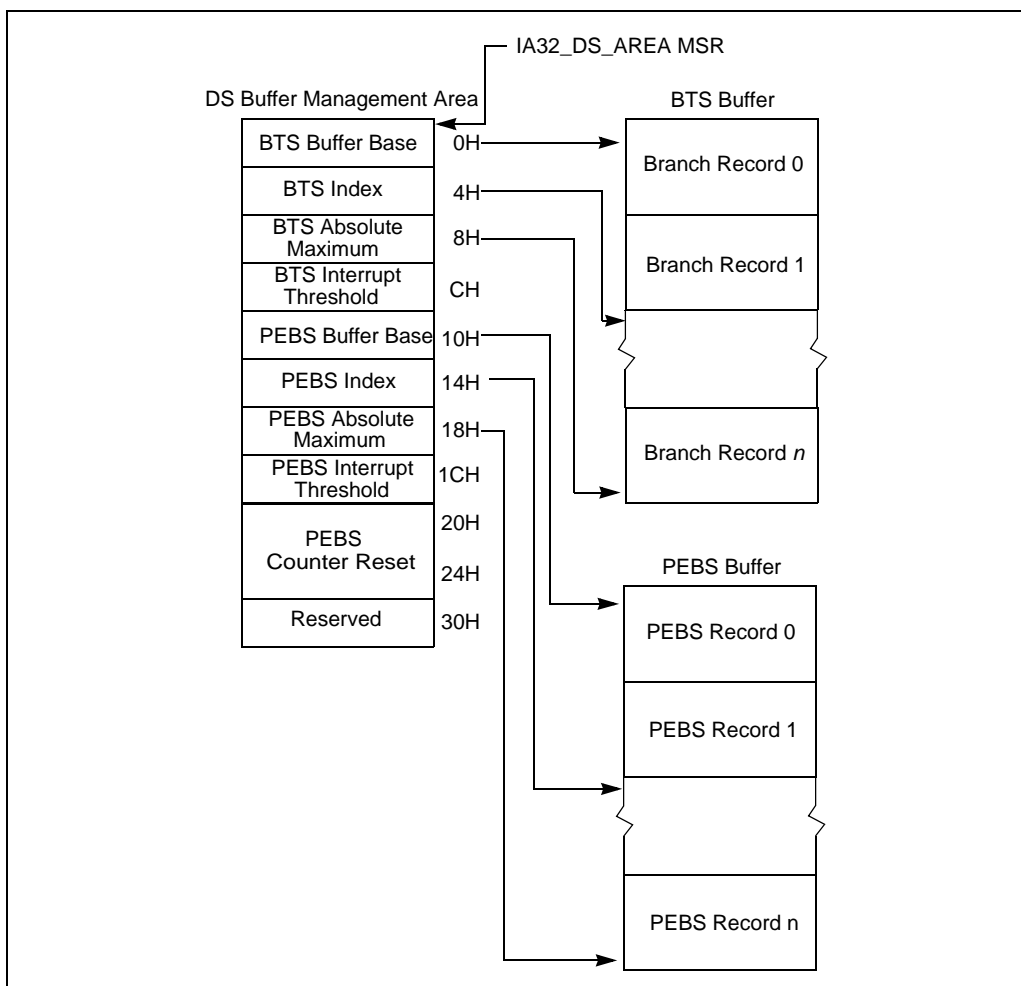 IA32_DS_AREA MSR
DS Buffer Management Area
BTS Buffer Base 0H
BTS Index 4H
BTS Absolute
Maximum 8H
BTS Interrupt
Threshold CH
PEBS Buffer Base 10H
PEBS Index 14H
PEBS Absolute
Maximum 18H
PEBS Interrupt
Threshold 1CH
20H
PEBS
Counter Reset
24H
Reserved 30H
BTS Buffer
Branch Record 0
Branch Record 1
Branch Record n
PEBS Buffer
PEBS Record 0
PEBS Record 1
PEBS Record n